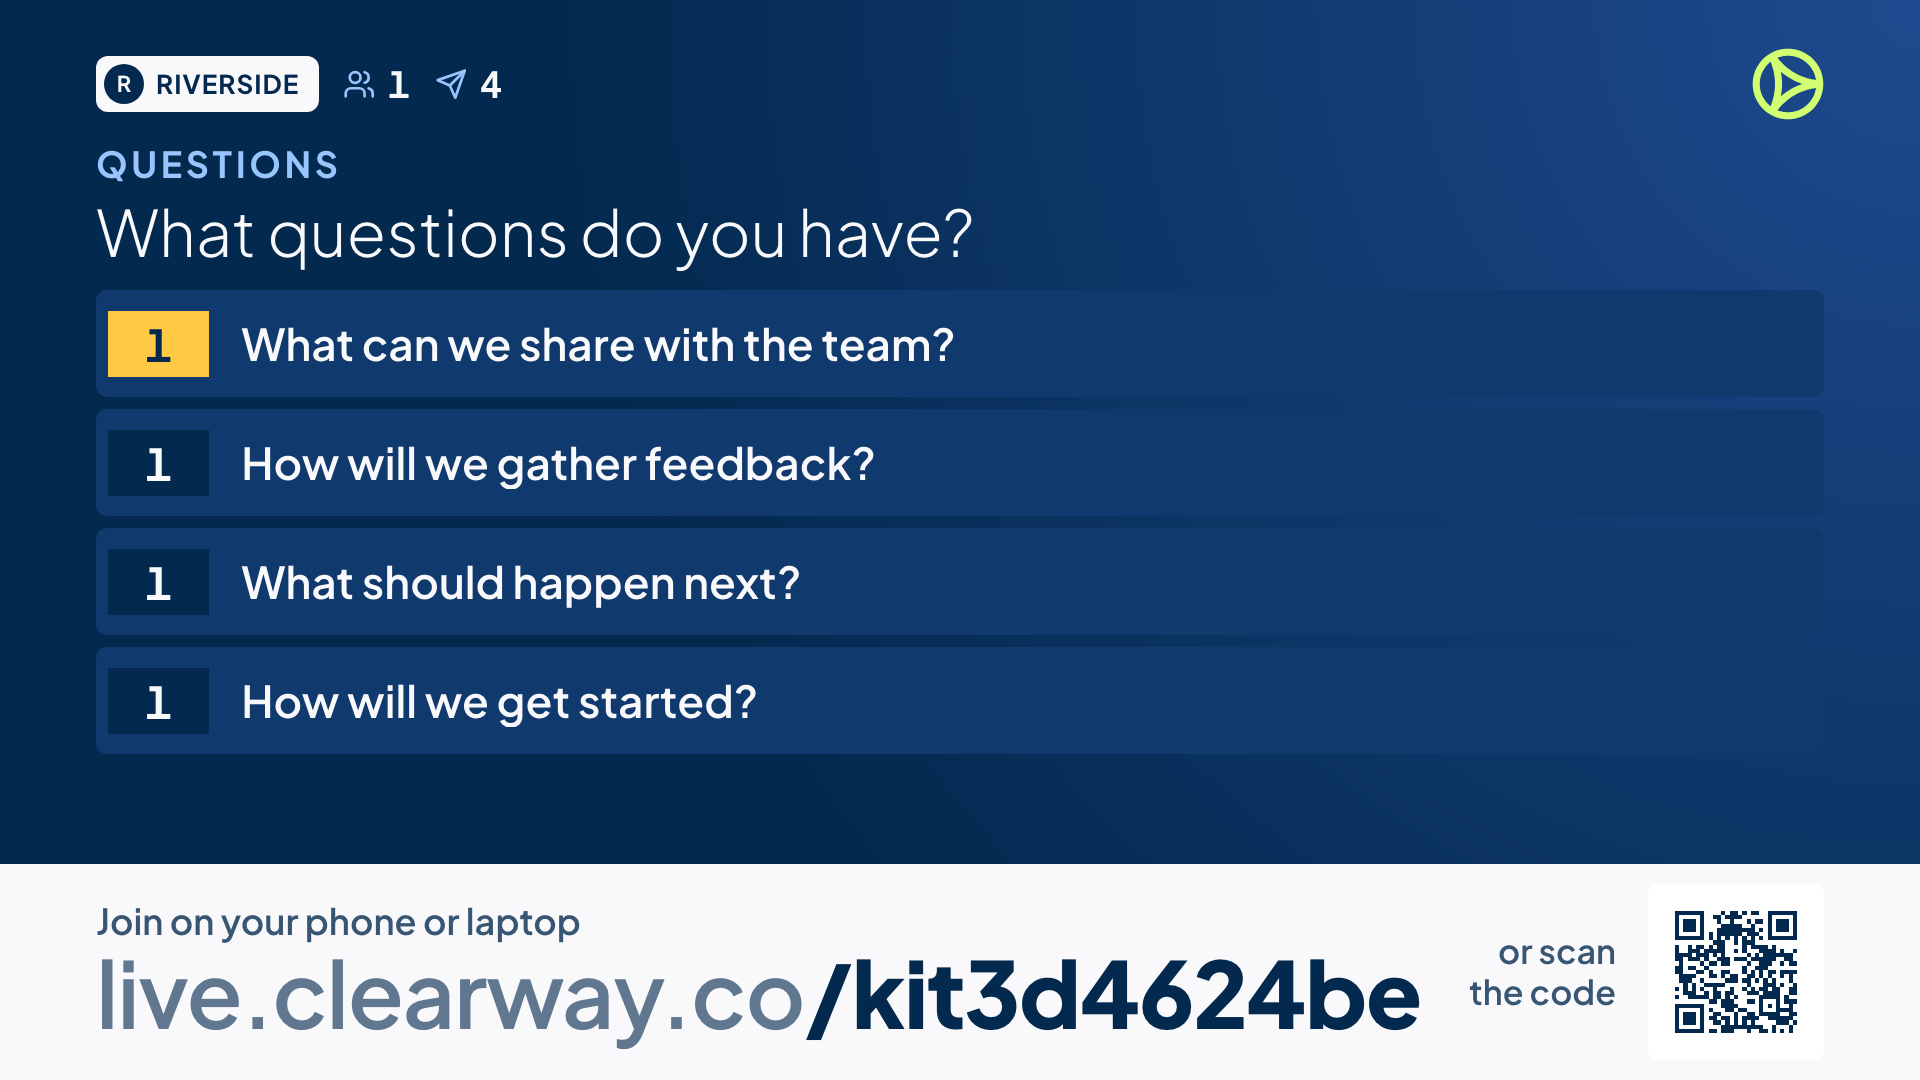 R RIVERSIDE 1 4
QUESTIONS
What questions do you have?
1 What can we share with the team?
1 How will we gather feedback?
1 What should happen next?
1 How will we get started?
Join on your phone or laptop
live.clearway.co/kit3d4624be
or scan
the code